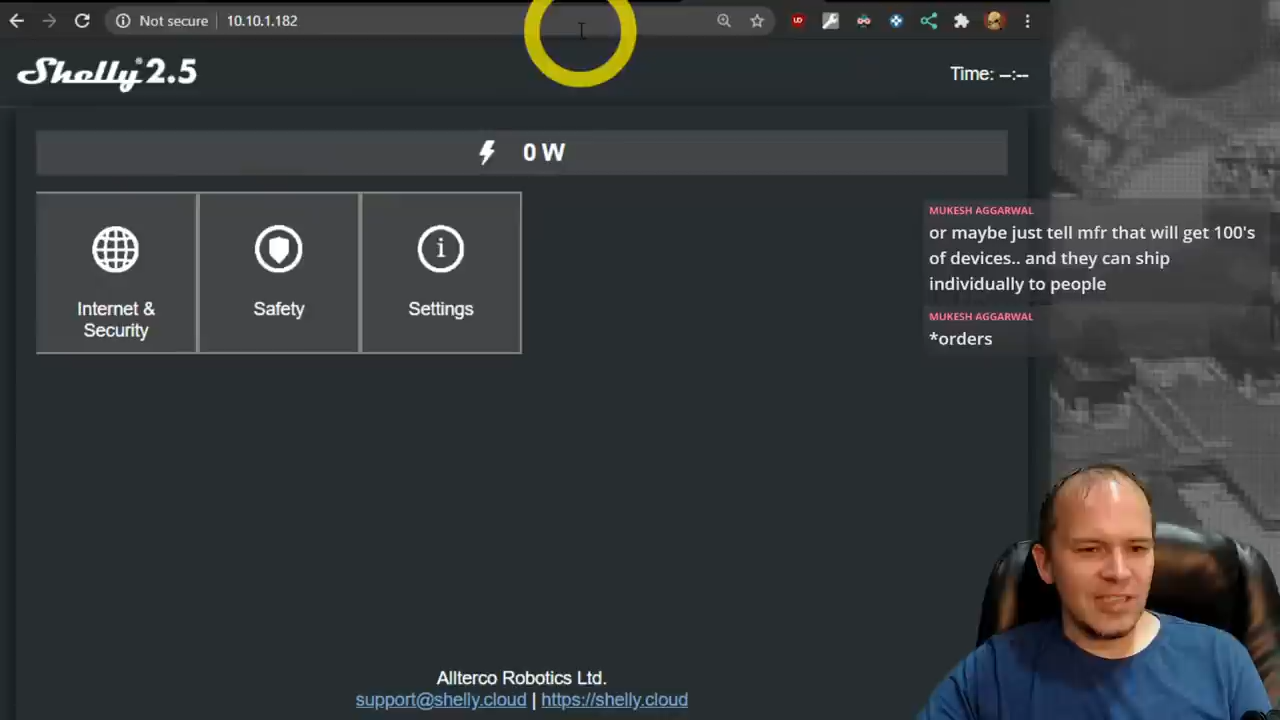 Not secure
10.10.1.182
Shelly® 2.5
Time: --:--
0 W
Internet &
Security
Safety
Settings
MUKESH AGGARWAL
or maybe just tell mfr that will get 100's
of devices.. and they can ship
individually to people
MUKESH AGGARWAL
*orders
Allterco Robotics Ltd.
support@shelly.cloud | https://shelly.cloud